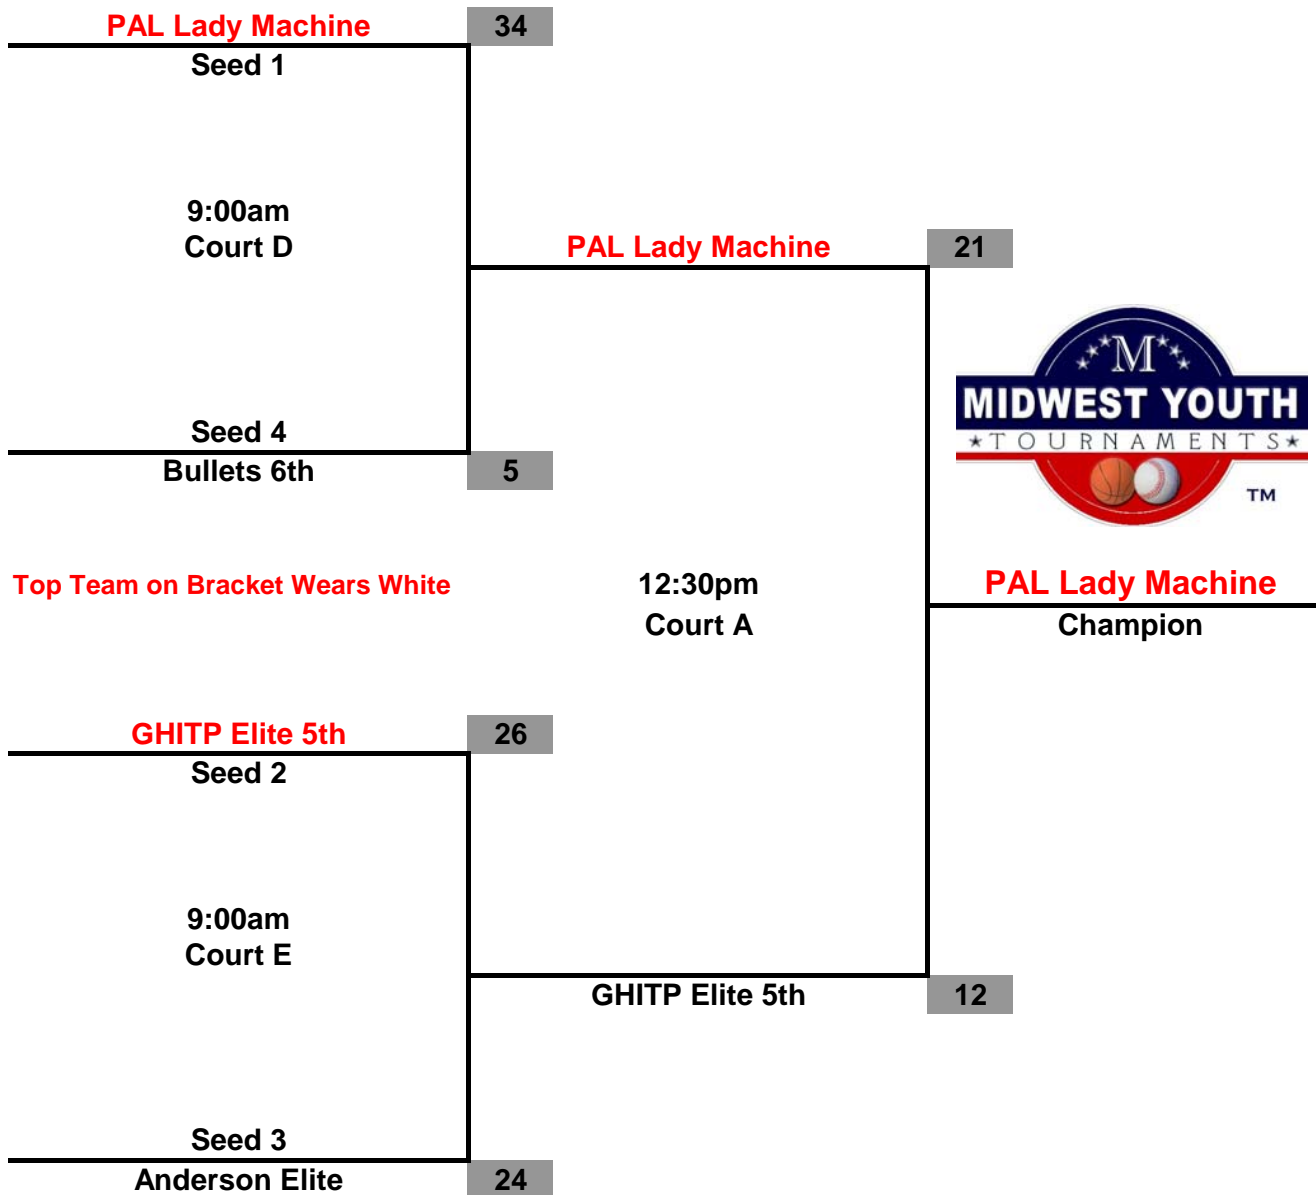 PAL Lady Machine 34
Seed 1
9:00am
Court D
PAL Lady Machine 21
M
MIDWEST YOUTH
TOURNAMENTS
TM
Seed 4
Bullets 6th 5
Top Team on Bracket Wears White
12:30pm
Court A
PAL Lady Machine
Champion
GHITP Elite 5th 26
Seed 2
9:00am
Court E
GHITP Elite 5th 12
Seed 3
Anderson Elite 24